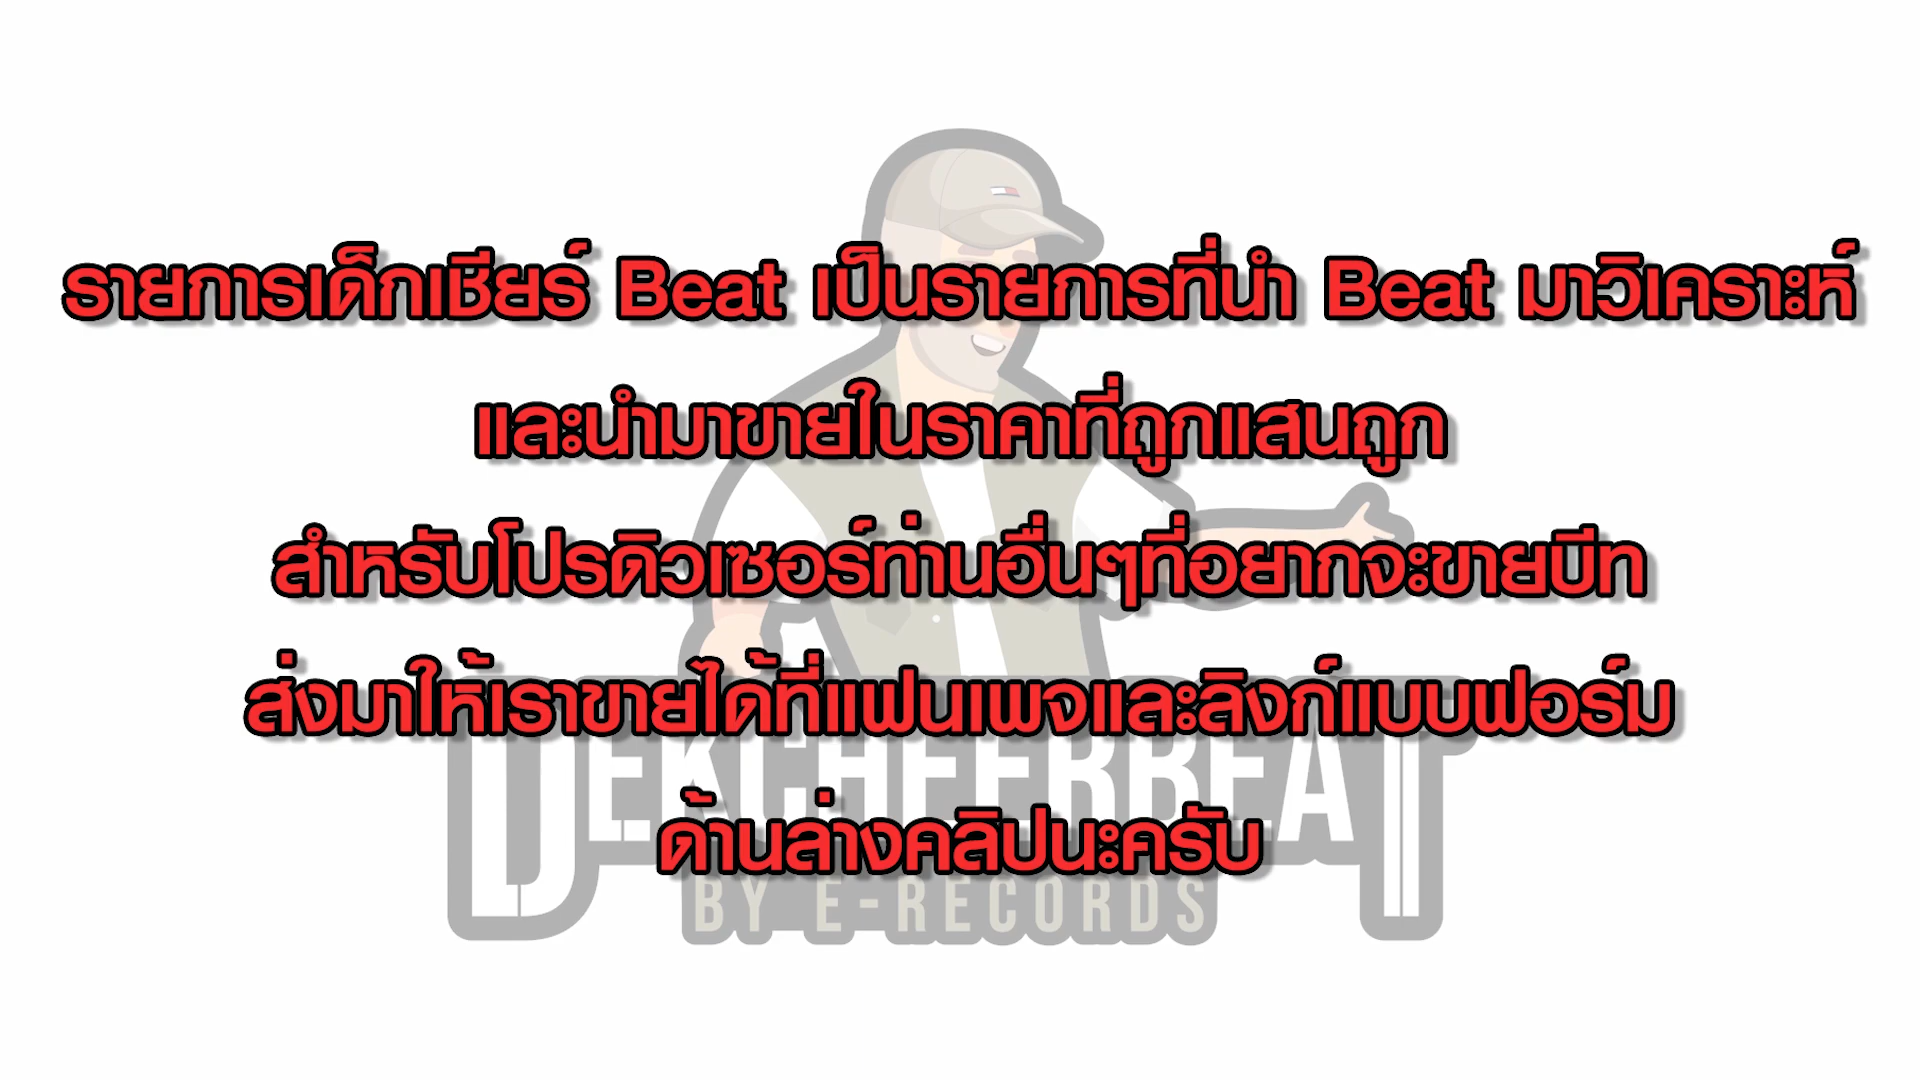 รายการเด็กเชียร์ Beat เป็นรายการที่นำ Beat มาวิเคราะห์
และนำมาขายในราคาที่ถูกแสนถูก
สำหรับโปรดิวเซอร์ท่านอื่นๆที่อยากจะขายบีท
ส่งมาให้เราขายได้ที่แฟนเพจและลิงก์แบบฟอร์ม
DEKCHEERBEAT
ด้านล่างคลิปนะครับ
BY E-RECORDS